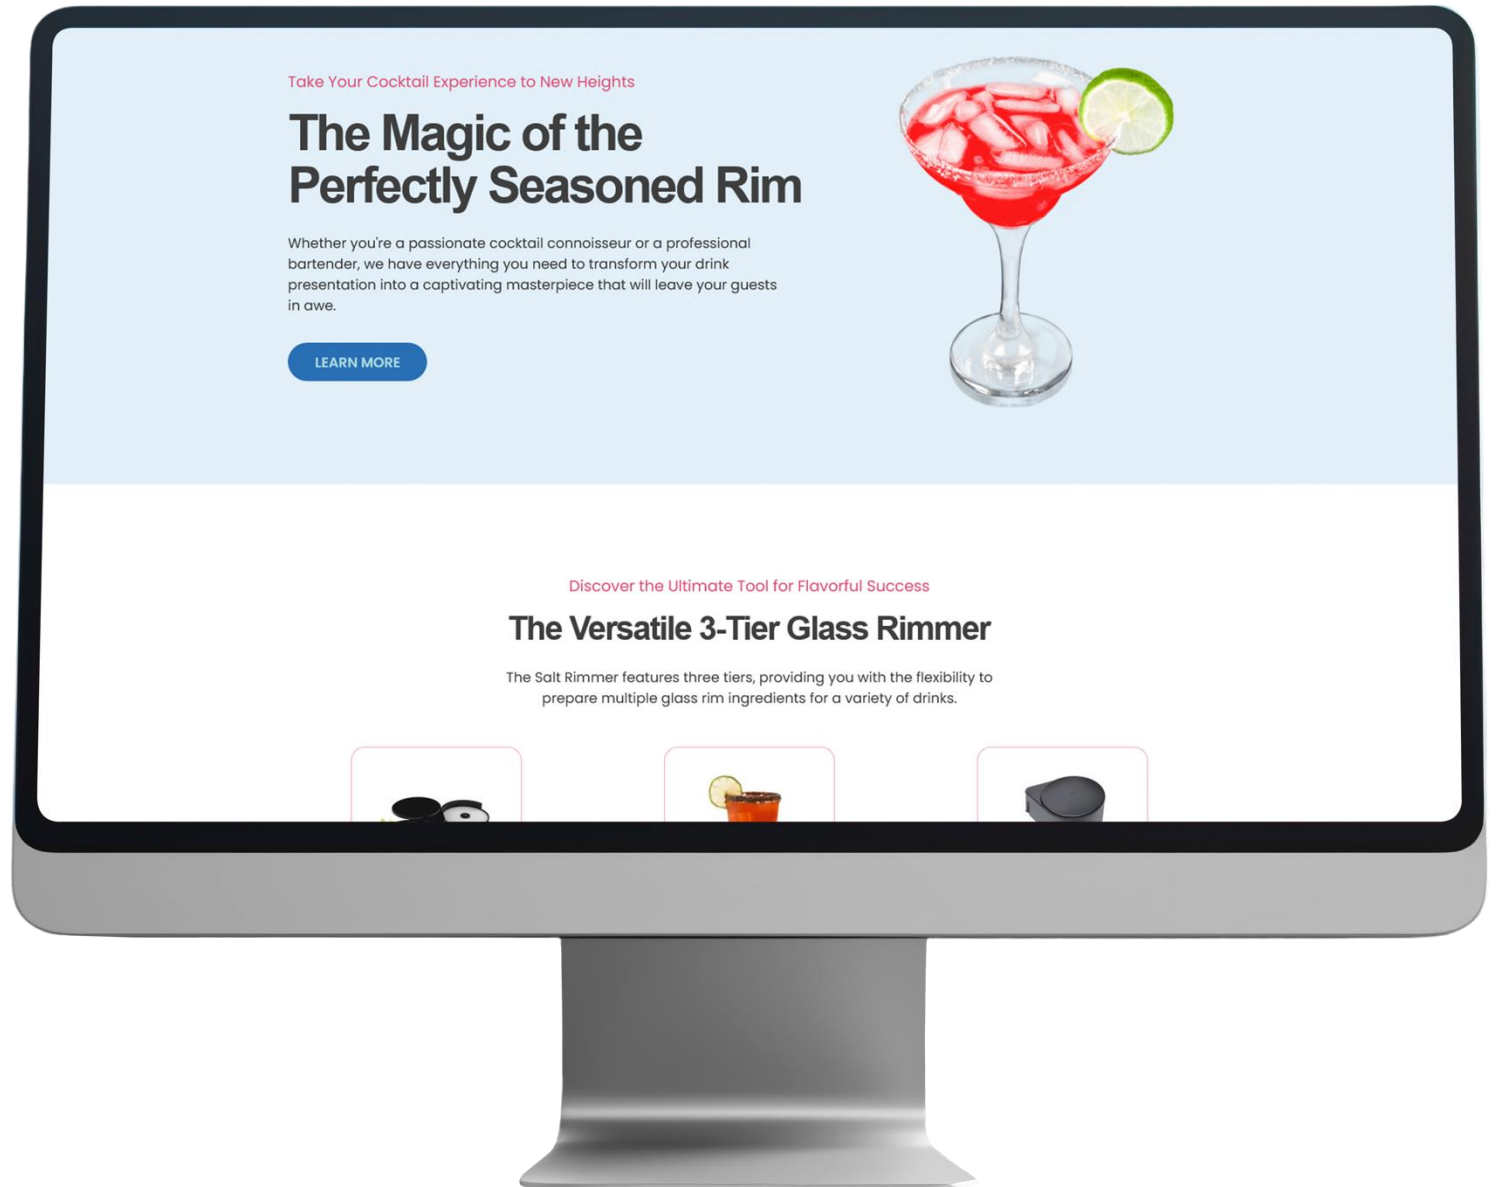 Take Your Cocktail Experience to New Heights
The Magic of the
Perfectly Seasoned Rim
Whether you're a passionate cocktail connoisseur or a professional
bartender, we have everything you need to transform your drink
presentation into a captivating masterpiece that will leave your guests
in awe.
LEARN MORE
Discover the Ultimate Tool for Flavorful Success
The Versatile 3-Tier Glass Rimmer
The Salt Rimmer features three tiers, providing you with the flexibility to
prepare multiple glass rim ingredients for a variety of drinks.